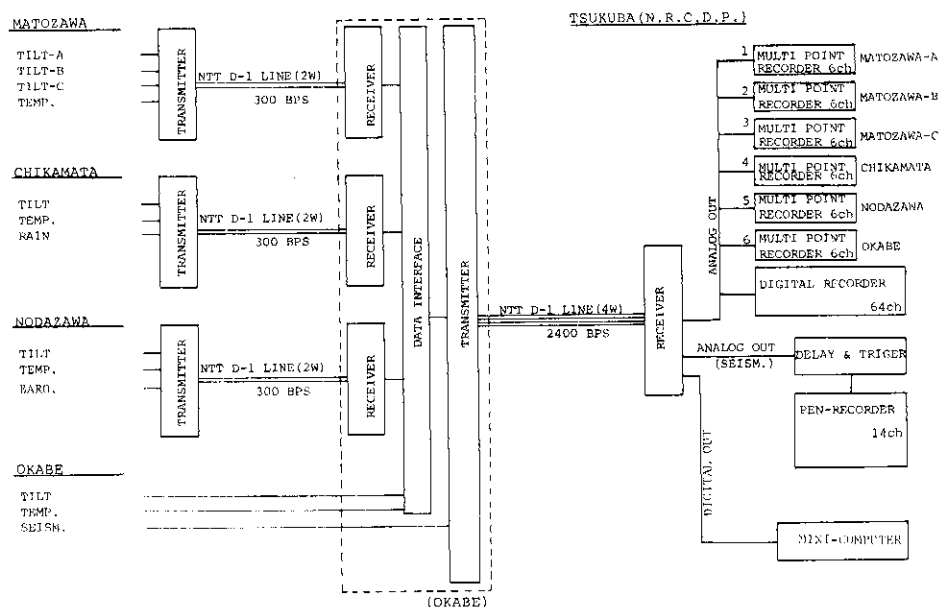 MATOZAWA
TILT-A
TILT-B
TILT-C
TEMP.
TRANSMITTER
NTT D-1 LINE(2W)
300 BPS
RECEIVER
CHIKAMATA
TILT
TEMP.
RAIN
TRANSMITTER
NTT D-1 LINE(2W)
300 BPS
RECEIVER
NODAZAWA
TILT
TEMP.
BARO.
TRANSMITTER
NTT D-1 LINE(2W)
300 BPS
RECEIVER
OKABE
TILT
TEMP.
SEISM.
DATA INTERFACE
TRANSMITTER
(OKABE)
NTT D-1 LINE(4W)
2400 BPS
TSUKUBA(N.R.C.D.P.)
RECEIVER
ANALOG OUT
1 MULTI POINT
RECORDER 6ch MATOZAWA-A
2 MULTI POINT
RECORDER 6ch MATOZAWA-B
3 MULTI POINT
RECORDER 6ch MATOZAWA-C
4 MULTI POINT
RECORDER 6ch CHIKAMATA
5 MULTI POINT
RECORDER 6ch NODAZAWA
6 MULTI POINT
RECORDER 6ch OKABE
DIGITAL RECORDER
64ch
ANALOG OUT
(SEISM.)
DELAY & TRIGER
PEN-RECORDER
14ch
DIGITAL OUT
MINI-COMPUTER